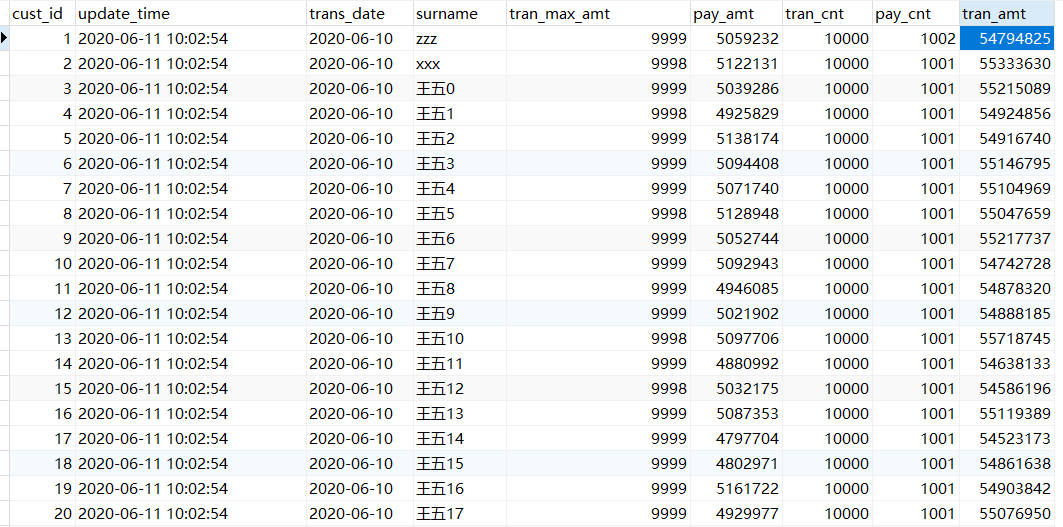 cust_id update_time trans_date surname tran_max_amt pay_amt tran_cnt pay_cnt tran_amt
1 2020-06-11 10:02:54 2020-06-10 zzz 9999 5059232 10000 1002 54794825
2 2020-06-11 10:02:54 2020-06-10 xxx 9998 5122131 10000 1001 55333630
3 2020-06-11 10:02:54 2020-06-10 王五0 9999 5039286 10000 1001 55215089
4 2020-06-11 10:02:54 2020-06-10 王五1 9998 4925829 10000 1001 54924856
5 2020-06-11 10:02:54 2020-06-10 王五2 9999 5138174 10000 1001 54916740
6 2020-06-11 10:02:54 2020-06-10 王五3 9999 5094408 10000 1001 55146795
7 2020-06-11 10:02:54 2020-06-10 王五4 9999 5071740 10000 1001 55104969
8 2020-06-11 10:02:54 2020-06-10 王五5 9998 5128948 10000 1001 55047659
9 2020-06-11 10:02:54 2020-06-10 王五6 9999 5052744 10000 1001 55217737
10 2020-06-11 10:02:54 2020-06-10 王五7 9999 5092943 10000 1001 54742728
11 2020-06-11 10:02:54 2020-06-10 王五8 9999 4946085 10000 1001 54878320
12 2020-06-11 10:02:54 2020-06-10 王五9 9999 5021902 10000 1001 54888185
13 2020-06-11 10:02:54 2020-06-10 王五10 9998 5097706 10000 1001 55718745
14 2020-06-11 10:02:54 2020-06-10 王五11 9999 4880992 10000 1001 54638133
15 2020-06-11 10:02:54 2020-06-10 王五12 9998 5032175 10000 1001 54586196
16 2020-06-11 10:02:54 2020-06-10 王五13 9999 5087353 10000 1001 55119389
17 2020-06-11 10:02:54 2020-06-10 王五14 9999 4797704 10000 1001 54523173
18 2020-06-11 10:02:54 2020-06-10 王五15 9999 4802971 10000 1001 54861638
19 2020-06-11 10:02:54 2020-06-10 王五16 9999 5161722 10000 1001 54903842
20 2020-06-11 10:02:54 2020-06-10 王五17 9999 4929977 10000 1001 55076950